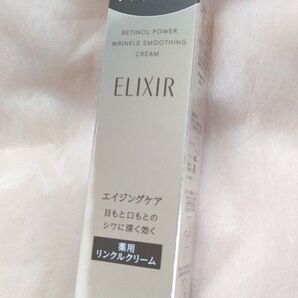 RETINOL POWER
WRINKLE SMOOTHING
CREAM
ELIXIR
エイジングケア
目もと口もとの
シワに深く効く
薬用
リンクルクリーム